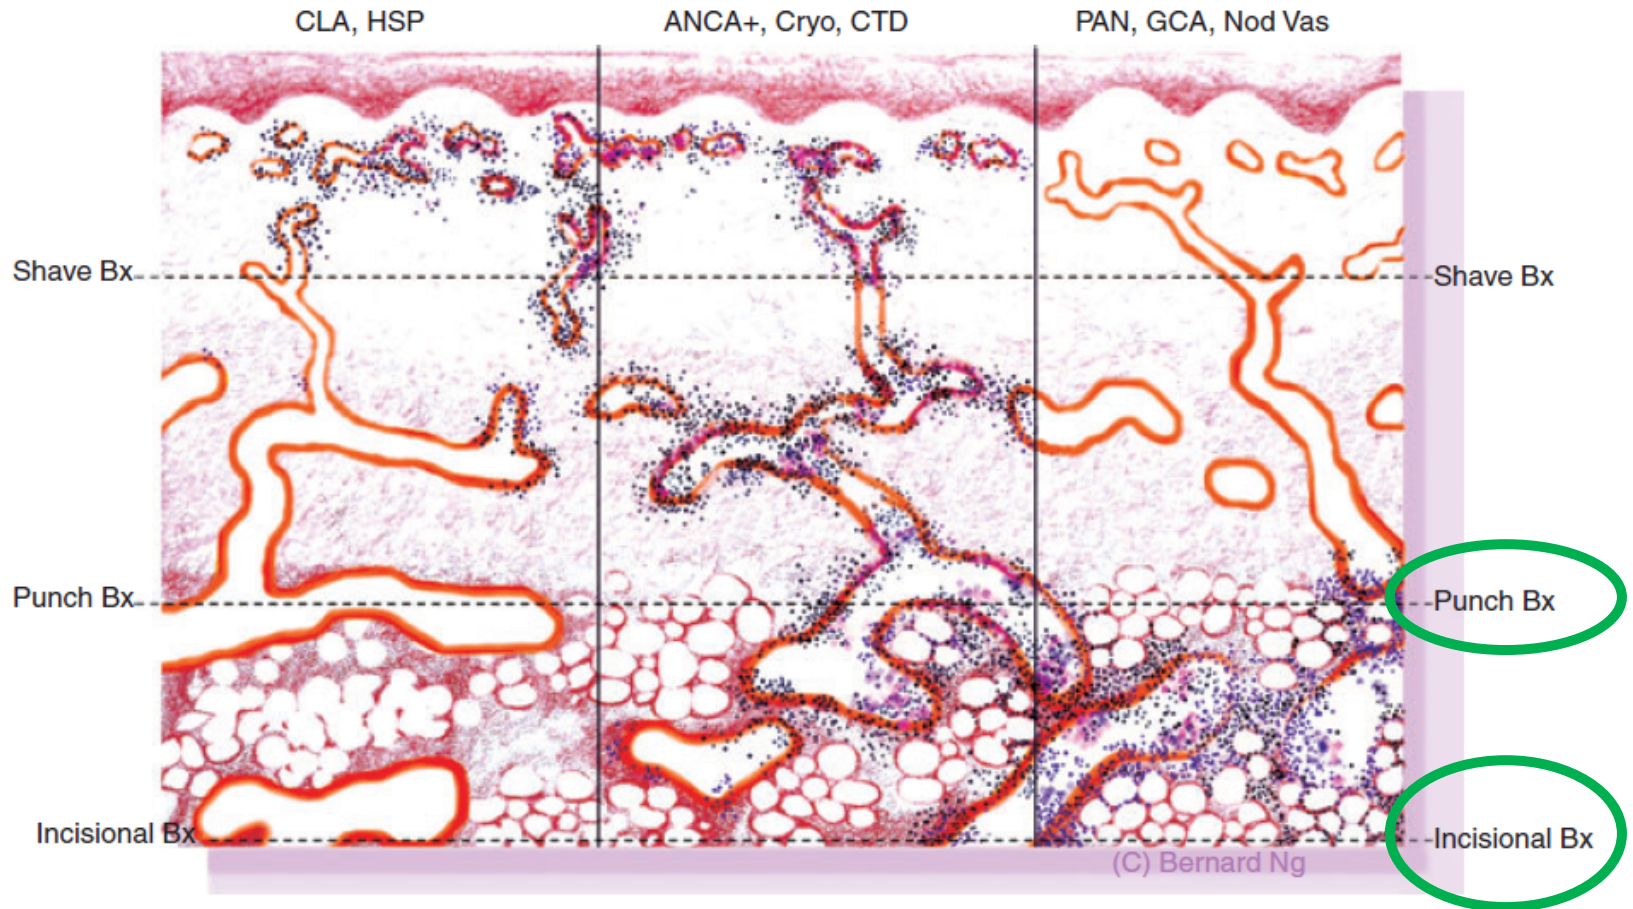 CLA, HSP
ANCA+, Cryo, CTD
PAN, GCA, Nod Vas
Shave Bx
Shave Bx
Punch Bx
Punch Bx
Incisional Bx
Incisional Bx
(C) Bernard Ng